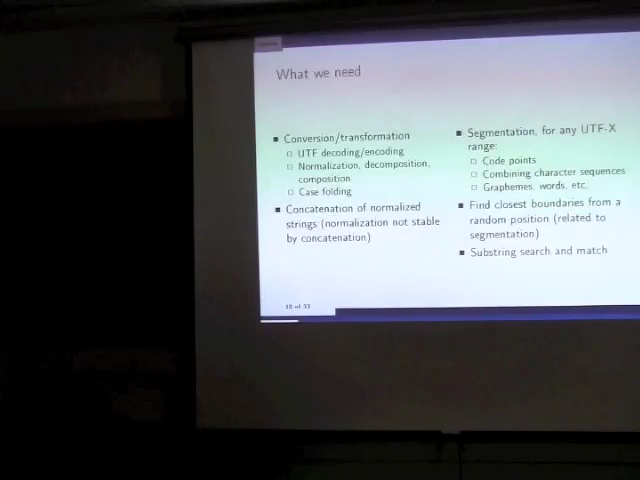 What we need
Conversion/transformation
UTF decoding/encoding
Normalization, decomposition,
composition
Case folding
Concatenation of normalized
strings (normalization not stable
by concatenation)
Segmentation, for any UTF-X
range:
Code points
Combining character sequences
Graphemes, words, etc.
Find closest boundaries from a
random position (related to
segmentation)
Substring search and match
of